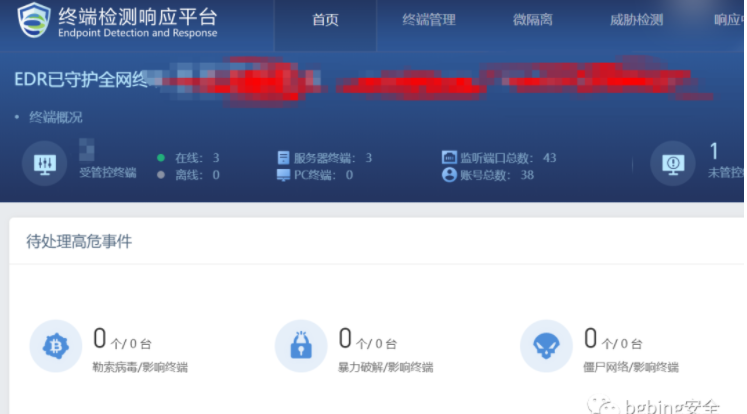 终端检测响应平台
Endpoint Detection and Response
首页 终端管理 微隔离 威胁检测 响应中
EDR已守护全网终
终端概况
受管控终端
在线: 3
离线: 0
服务器终端: 3
PC终端: 0
监听端口总数: 43
账号总数: 38
1
未管控
待处理高危事件
0 个/ 0 台
勒索病毒/影响终端
0 个/ 0 台
暴力破解/影响终端
0 个/ 0 台
僵尸网络/影响终端
bgbing安全